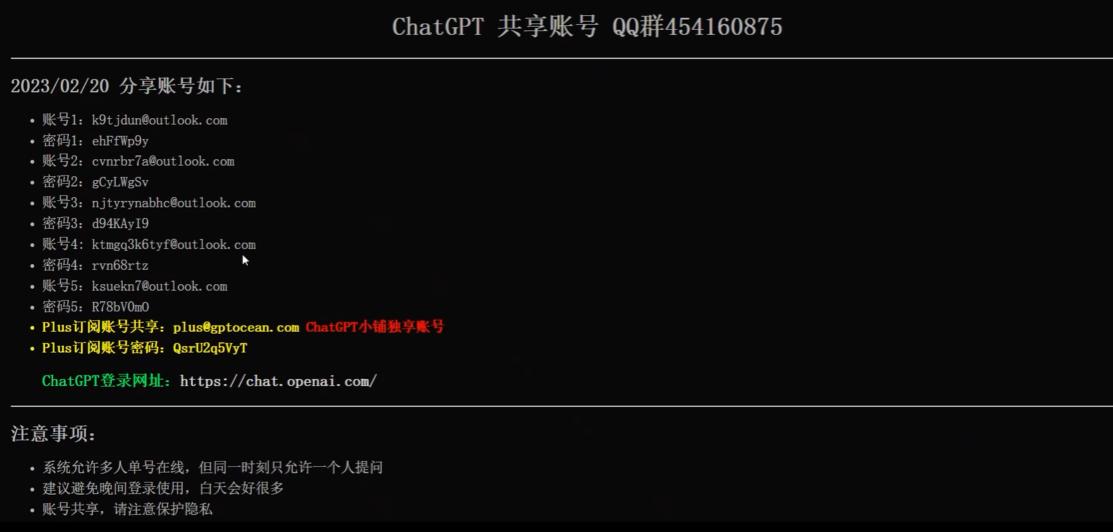 ChatGPT 共享账号 QQ群454160875
2023/02/20 分享账号如下：
账号1：k9tjdun@outlook.com
密码1：ehFfWp9y
账号2：cvnrbr7a@outlook.com
密码2：gCyLWgSv
账号3：njtyrynabhc@outlook.com
密码3：d94KAyI9
账号4：ktmgq3k6tyf@outlook.com
密码4：rvn68rtz
账号5：ksuekn7@outlook.com
密码5：R78bV0mO
Plus订阅账号共享：plus@gptocean.com ChatGPT小铺独享账号
Plus订阅账号密码：QsrU2q5VyT
ChatGPT登录网址：https://chat.openai.com/
注意事项：
系统允许多人单号在线，但同一时刻只允许一个人提问
建议避免晚间登录使用，白天会好很多
账号共享，请注意保护隐私